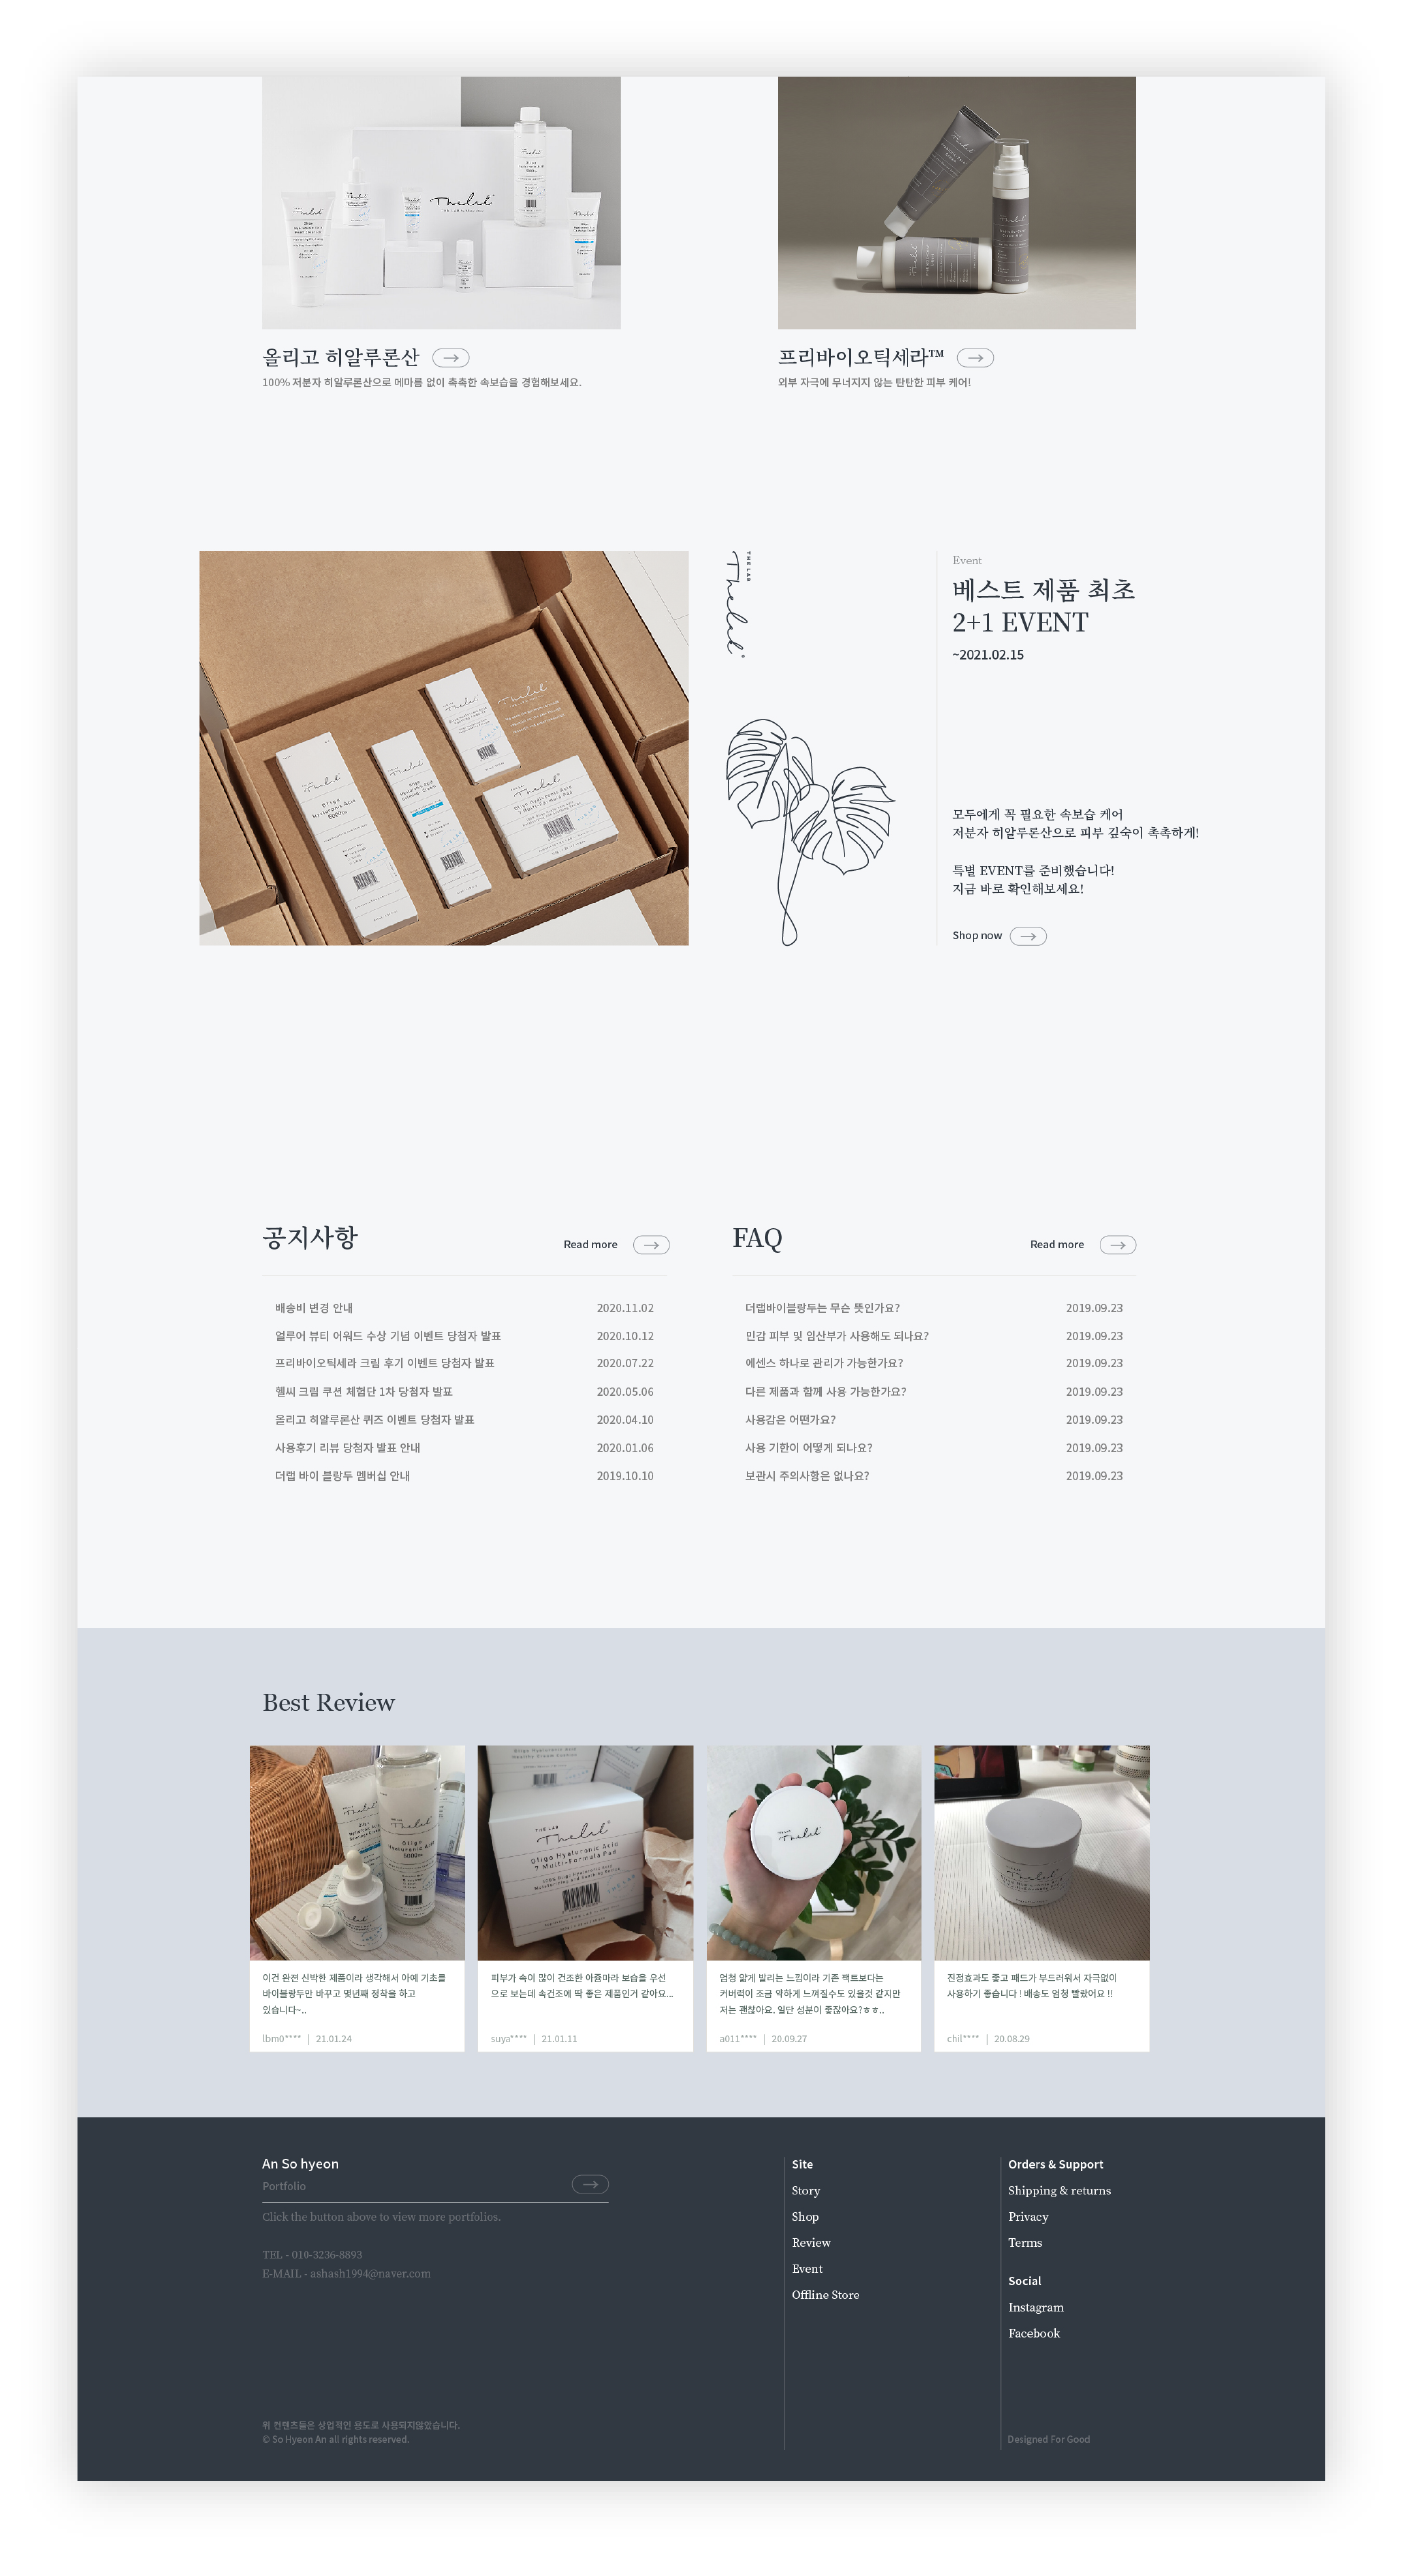 Thelab
올리고 히알루론산
100% 저분자 히알루론산으로 메마름 없이 촉촉한 속보습을 경험해보세요.
프리바이오틱세라™
외부 자극에 무너지지 않는 탄탄한 피부 케어!
THE LAB
Thelab
Event
베스트 제품 최초
2+1 EVENT
~2021.02.15
모두에게 꼭 필요한 속보습 케어
저분자 히알루론산으로 피부 깊숙이 촉촉하게!
특별 EVENT를 준비했습니다!
지금 바로 확인해보세요!
Shop now
공지사항
Read more
배송비 변경 안내 2020.11.02
얼루어 뷰티 어워드 수상 기념 이벤트 당첨자 발표 2020.10.12
프리바이오틱세라 크림 후기 이벤트 당첨자 발표 2020.07.22
헬씨 크림 쿠션 체험단 1차 당첨자 발표 2020.05.06
올리고 히알루론산 퀴즈 이벤트 당첨자 발표 2020.04.10
사용후기 리뷰 당첨자 발표 안내 2020.01.06
더랩 바이 블랑두 멤버십 안내 2019.10.10
FAQ
Read more
더랩바이블랑두는 무슨 뜻인가요? 2019.09.23
민감 피부 및 임산부가 사용해도 되나요? 2019.09.23
에센스 하나로 관리가 가능한가요? 2019.09.23
다른 제품과 함께 사용 가능한가요? 2019.09.23
사용감은 어떤가요? 2019.09.23
사용 기한이 어떻게 되나요? 2019.09.23
보관시 주의사항은 없나요? 2019.09.23
Best Review
THE LAB
Thelab
Oligo Hyaluronic Acid
7 Multi-Formula Pad
이건 완전 신박한 제품이라 생각해서 아예 기초를
바이블랑두만 바꾸고 몇년째 정착을 하고
있습니다~..
lbm0**** | 21.01.24
피부가 속이 많이 건조한 아줌마라 보습을 우선
으로 보는데 속건조에 딱 좋은 제품인거 같아요...
suya**** | 21.01.11
엄청 얇게 발리는 느낌이라 기존 팩트보다는
커버력이 조금 약하게 느껴질수도 있을것 같지만
저는 괜찮아요. 일단 성분이 좋잖아요?ㅎㅎ..
a011**** | 20.09.27
진정효과도 좋고 패드가 부드러워서 자극없이
사용하기 좋습니다! 배송도 엄청 빨랐어요 !!
chil**** | 20.08.29
An So hyeon
Portfolio
Click the button above to view more portfolios.
TEL - 010-3236-8893
E-MAIL - ashash1994@naver.com
위 컨텐츠들은 상업적인 용도로 사용되지않았습니다.
© So Hyeon An all rights reserved.
Site
Story
Shop
Review
Event
Offline Store
Orders & Support
Shipping & returns
Privacy
Terms
Social
Instagram
Facebook
Designed For Good